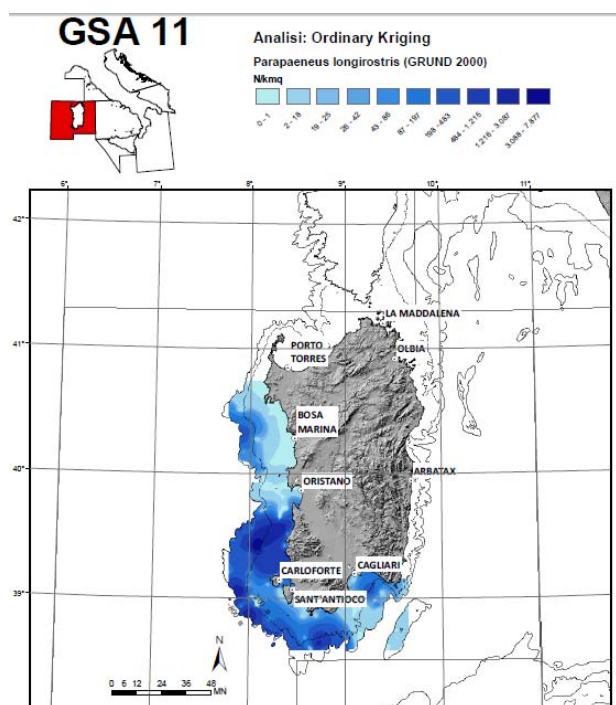 GSA 11
Analisi: Ordinary Kriging
Parapaeneus longirostris (GRUND 2000)
N/kmq
0 - 1
2 - 18
19 - 25
26 - 42
43 - 86
87 - 197
198 - 483
484 - 1.215
1.216 - 3.087
3.088 - 7.877
6°
7°
8°
9°
10°
11°
42°
LA MADDALENA
41°
PORTO
TORRES
OLBIA
BOSA
MARINA
40°
ARBATAX
ORISTANO
CARLOFORTE
CAGLIARI
39°
SANT'ANTIOCO
N
0 6 12 24 36 48
MN